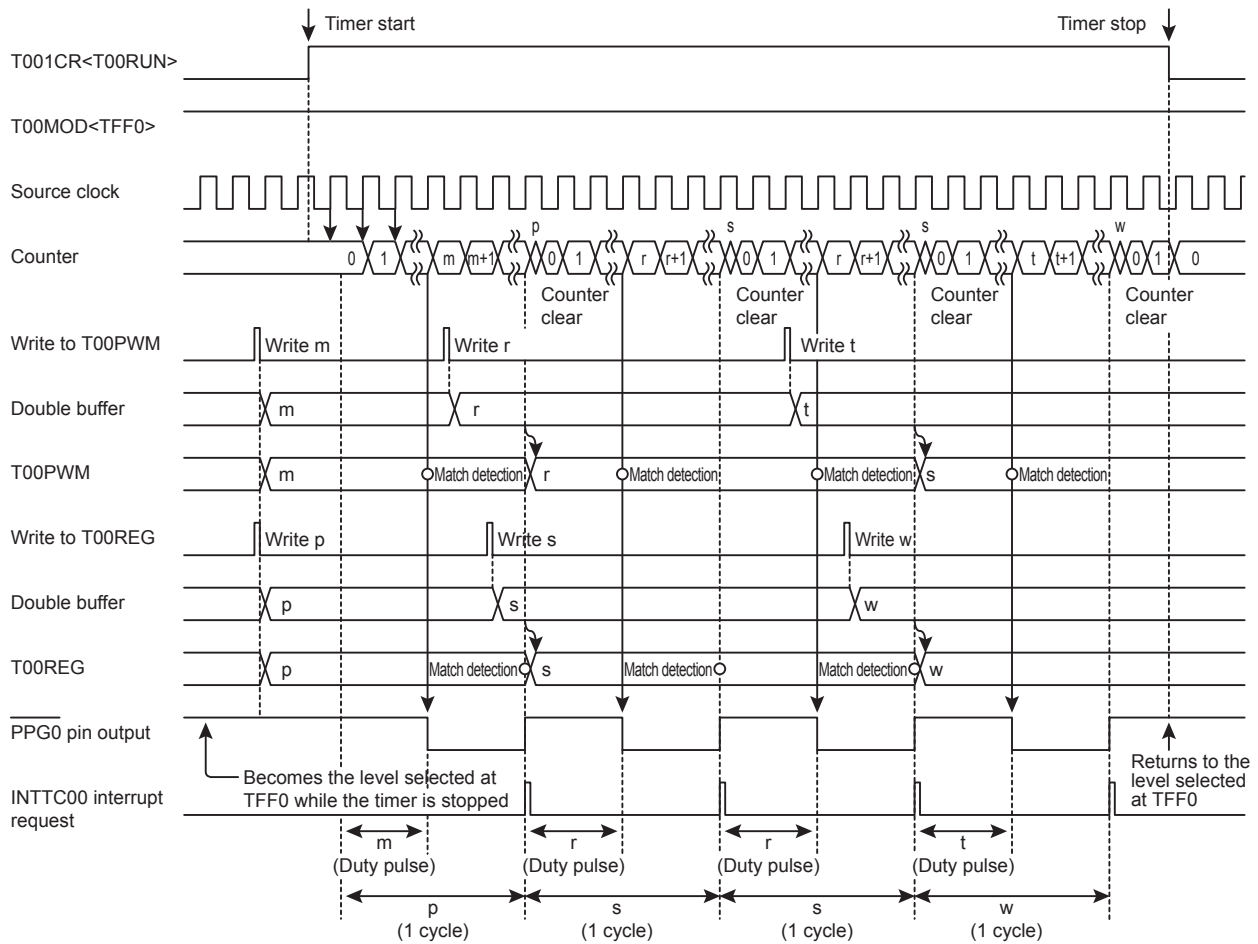 Timer start
Timer stop
T001CR<T00RUN>
T00MOD<TFF0>
Source clock
p s s w
Counter 0 1 m m+1 0 1 r r+1 0 1 r r+1 0 1 t t+1 0 1 0
Counter clear Counter clear Counter clear Counter clear
Write to T00PWM Write m Write r Write t
Double buffer m r t
T00PWM m Match detection r Match detection Match detection s Match detection
Write to T00REG Write p Write s Write w
Double buffer p s w
T00REG p Match detection s Match detection Match detection w
PPG0 pin output
Becomes the level selected at
TFF0 while the timer is stopped
Returns to the
level selected
at TFF0
INTTC00 interrupt
request
m r r t
(Duty pulse) (Duty pulse) (Duty pulse) (Duty pulse)
p s s w
(1 cycle) (1 cycle) (1 cycle) (1 cycle)